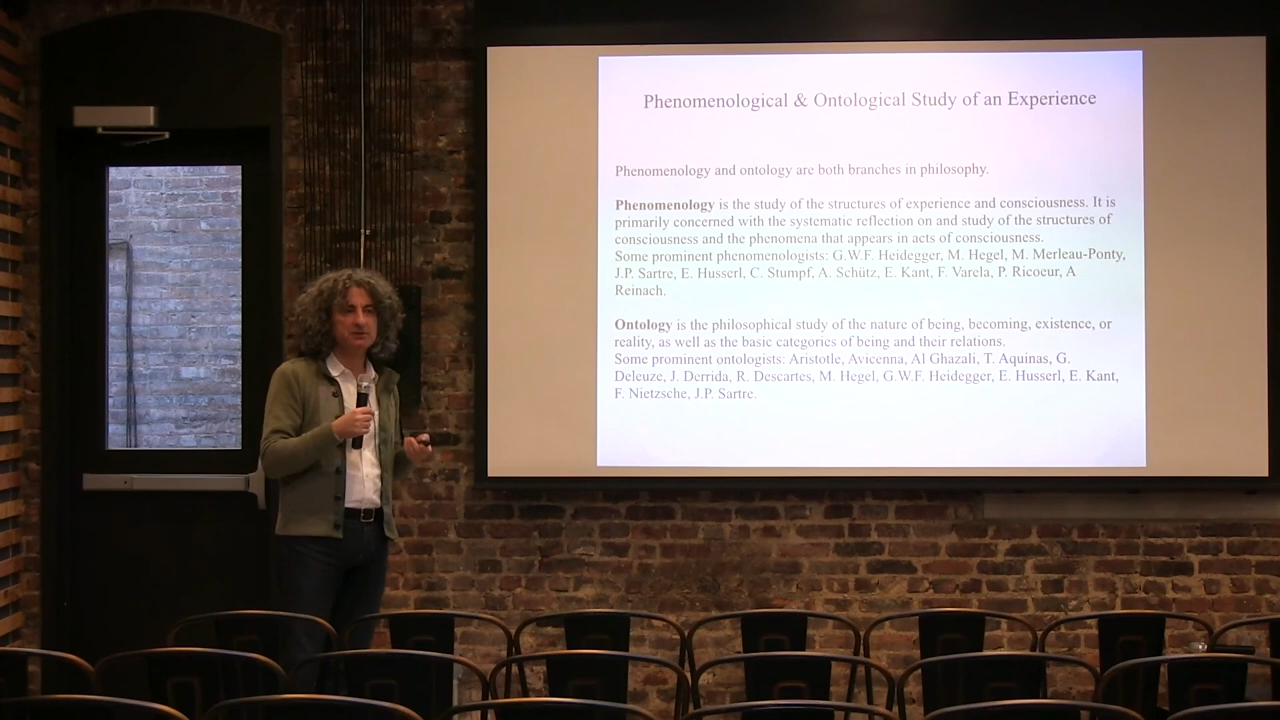 Phenomenological & Ontological Study of an Experience
Phenomenology and ontology are both branches in philosophy.
Phenomenology is the study of the structures of experience and consciousness. It is
primarily concerned with the systematic reflection on and study of the structures of
consciousness and the phenomena that appears in acts of consciousness.
Some prominent phenomenologists: G.W.F. Heidegger, M. Hegel, M. Merleau-Ponty,
J.P. Sartre, E. Husserl, C. Stumpf, A. Schütz, E. Kant, F. Varela, P. Ricoeur, A
Reinach.
Ontology is the philosophical study of the nature of being, becoming, existence, or
reality, as well as the basic categories of being and their relations.
Some prominent ontologists: Aristotle, Avicenna, Al Ghazali, T. Aquinas, G.
Deleuze, J. Derrida, R. Descartes, M. Hegel, G.W.F. Heidegger, E. Husserl, E. Kant,
F. Nietzsche, J.P. Sartre.